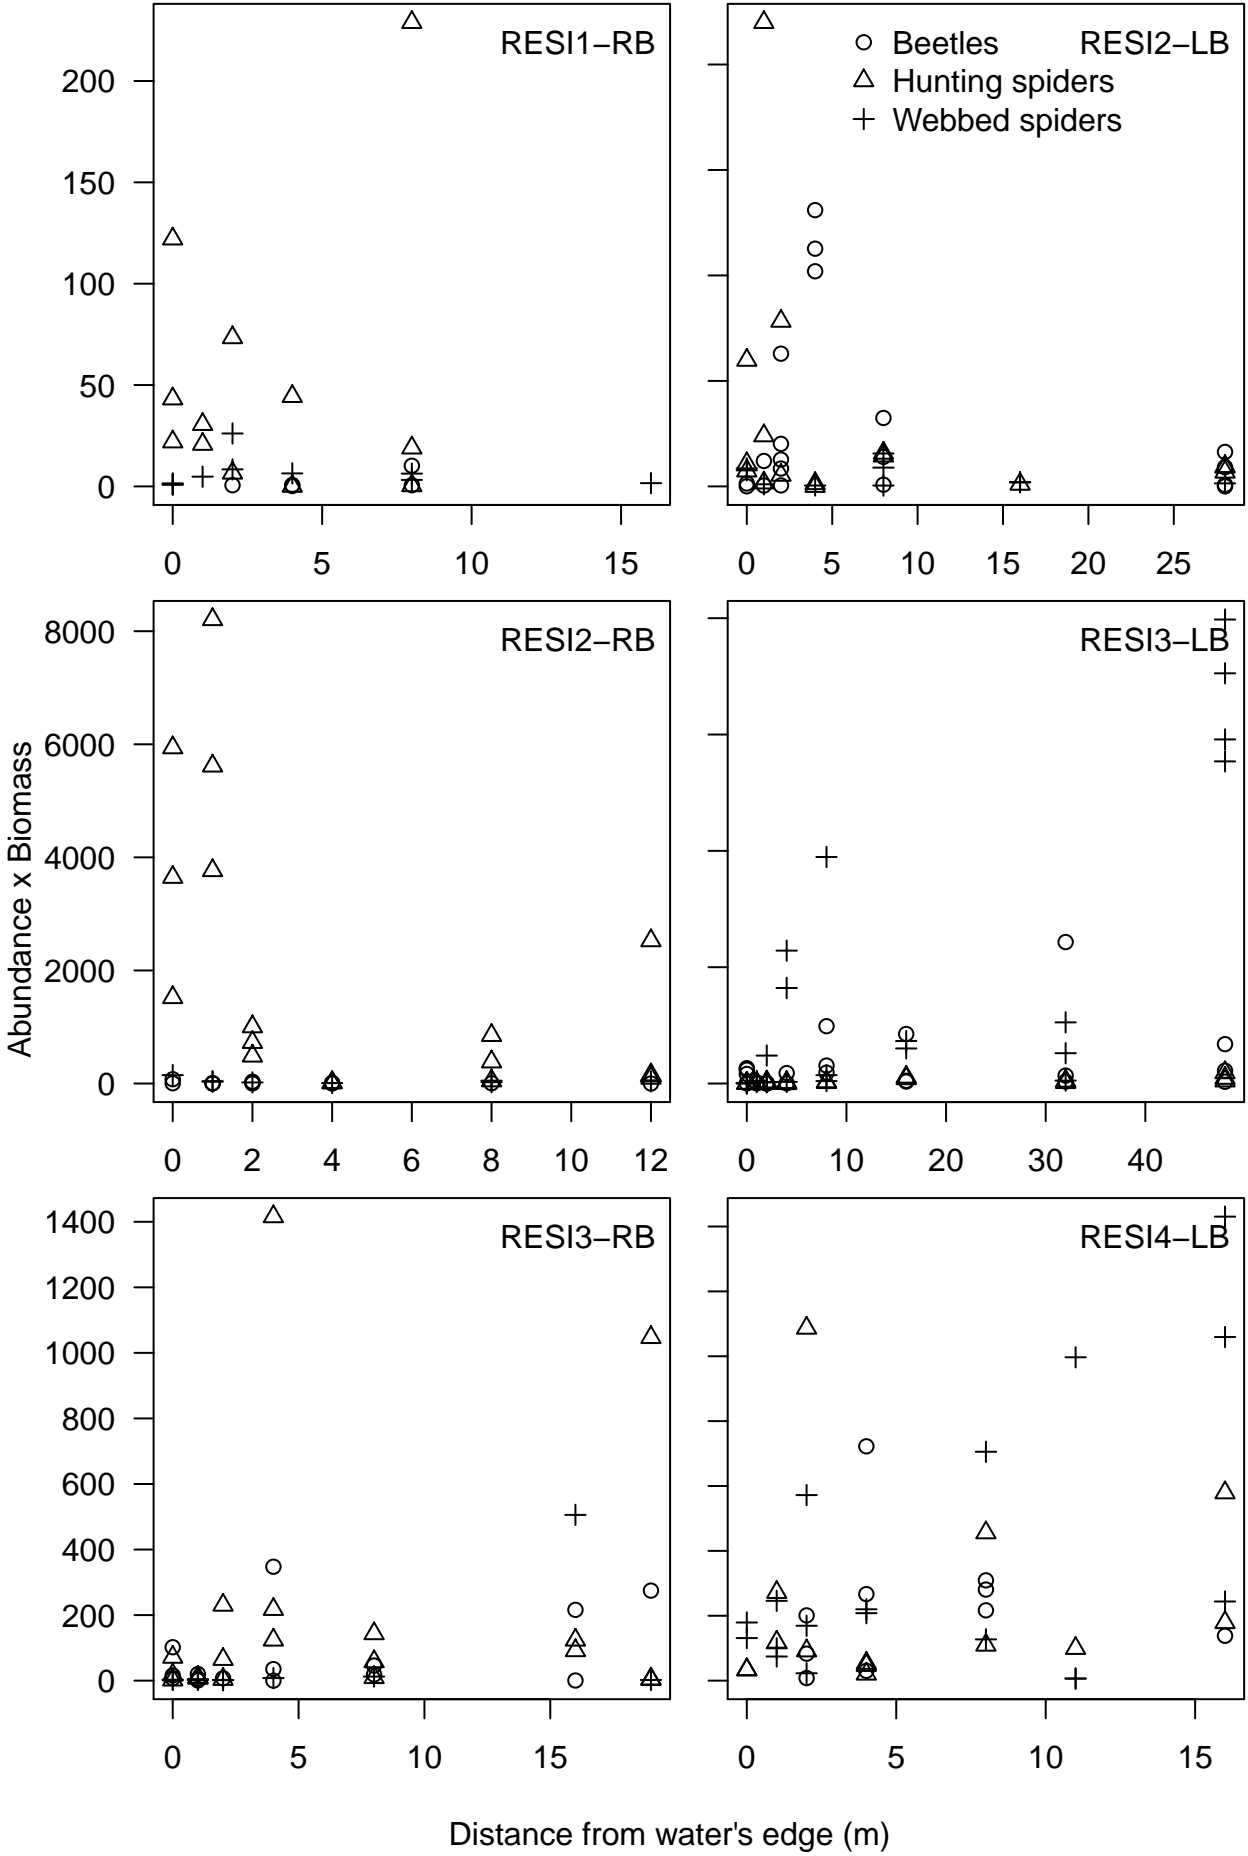 RESI1−RB
200
150
100
50
0
0 5 10 15
RESI2−LB
Beetles
Hunting spiders
Webbed spiders
0 5 10 15 20 25
RESI2−RB
8000
6000
4000
2000
0
0 2 4 6 8 10 12
RESI3−LB
0 10 20 30 40
Abundance x Biomass
RESI3−RB
1400
1200
1000
800
600
400
200
0
0 5 10 15
RESI4−LB
0 5 10 15
Distance from water's edge (m)